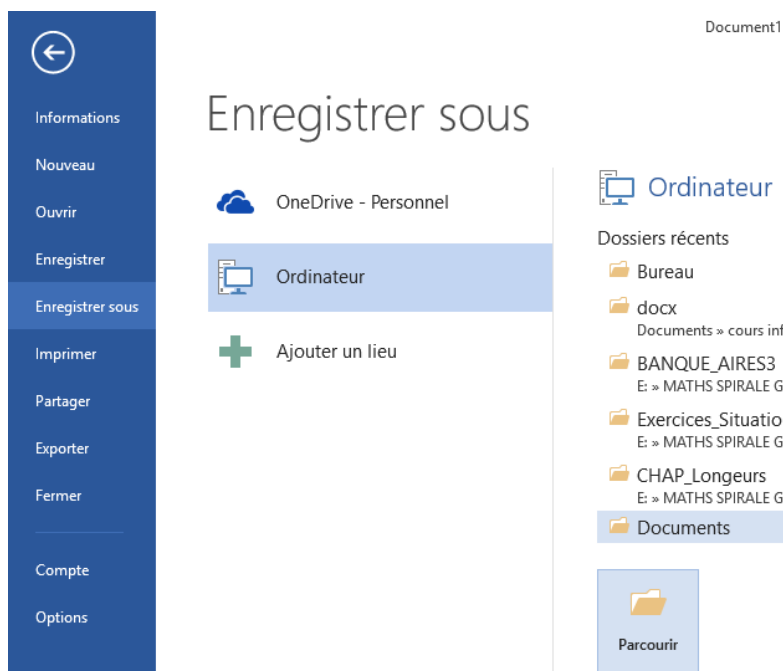 Document1
Informations
Nouveau
Ouvrir
Enregistrer
Enregistrer sous
Imprimer
Partager
Exporter
Fermer
Compte
Options
Enregistrer sous
OneDrive - Personnel
Ordinateur
Ajouter un lieu
Ordinateur
Dossiers récents
Bureau
docx
Documents » cours inf
BANQUE_AIRES3
E: » MATHS SPIRALE G
Exercices_Situatio
E: » MATHS SPIRALE G
CHAP_Longeurs
E: » MATHS SPIRALE G
Documents
Parcourir